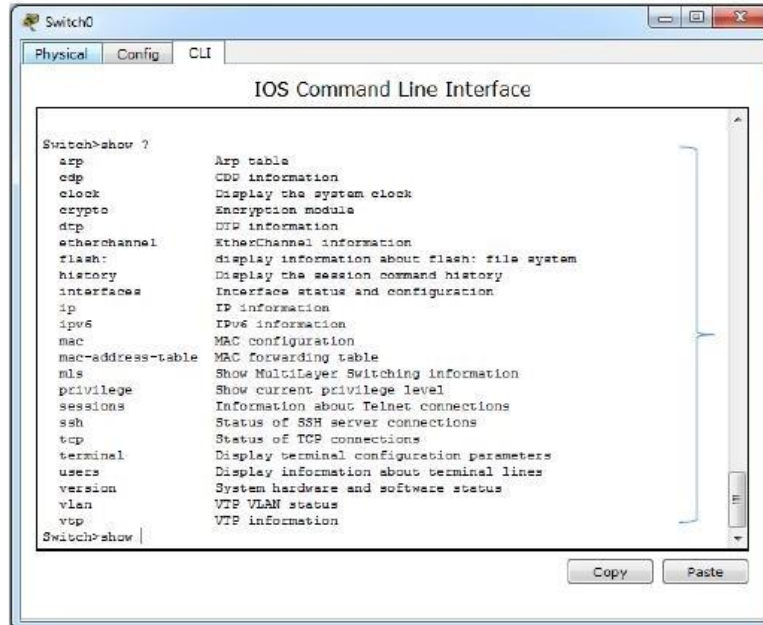 Switch0
Physical Config CLI
IOS Command Line Interface
Switch>show ?
arp Arp table
cdp CDP information
clock Display the system clock
crypto Encryption module
dtp DTP information
etherchannel EtherChannel information
flash: display information about flash: file system
history Display the session command history
interfaces Interface status and configuration
ip IP information
ipv6 IPv6 information
mac MAC configuration
mac-address-table MAC forwarding table
mls Show MultiLayer Switching information
privilege Show current privilege level
sessions Information about Telnet connections
ssh Status of SSH server connections
tcp Status of TCP connections
terminal Display terminal configuration parameters
users Display information about terminal lines
version System hardware and software status
vlan VTP VLAN status
vtp VTP information
Switch>show
Copy Paste